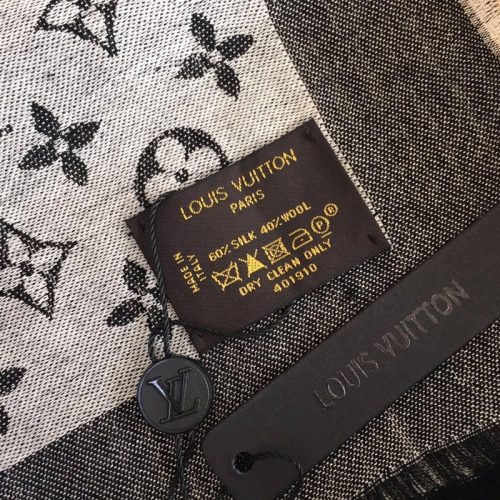 LOUIS VUITTON
PARIS
MADE IN
ITALY
60% SILK 40% WOOL
P
DRY CLEAN ONLY
401910
LV
LOUIS VUITTON